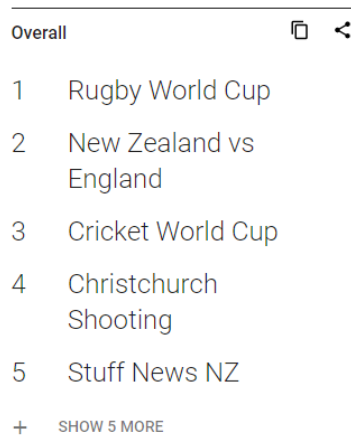 Overall
1 Rugby World Cup
2 New Zealand vs
England
3 Cricket World Cup
4 Christchurch
Shooting
5 Stuff News NZ
+ SHOW 5 MORE